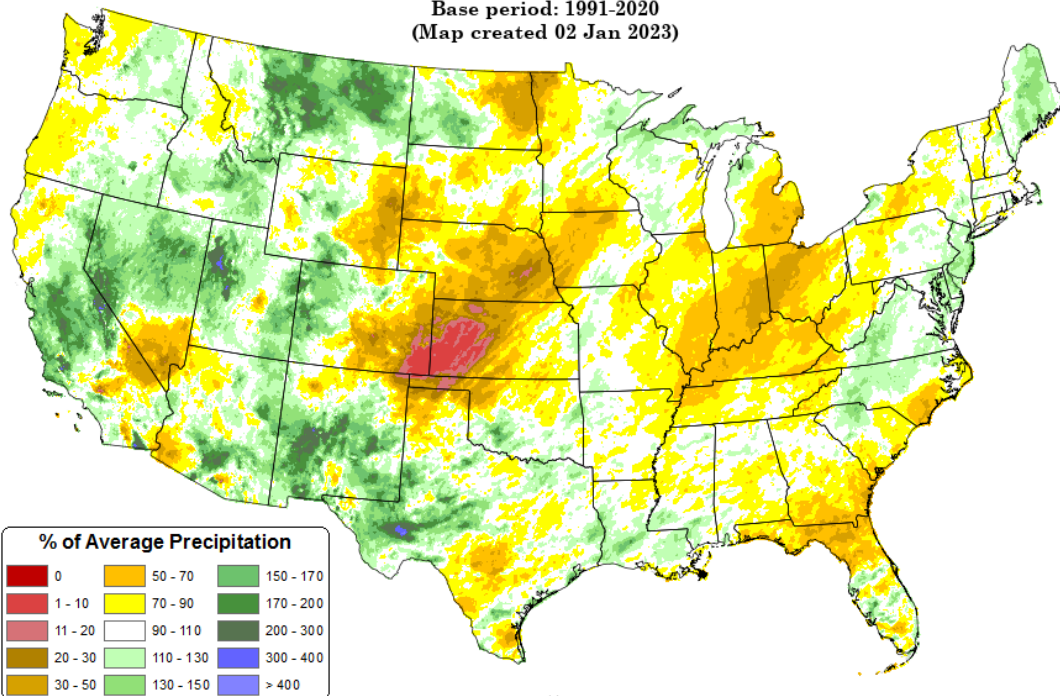 Base period: 1991-2020
(Map created 02 Jan 2023)
% of Average Precipitation
0
1 - 10
11 - 20
20 - 30
30 - 50
50 - 70
70 - 90
90 - 110
110 - 130
130 - 150
150 - 170
170 - 200
200 - 300
300 - 400
> 400